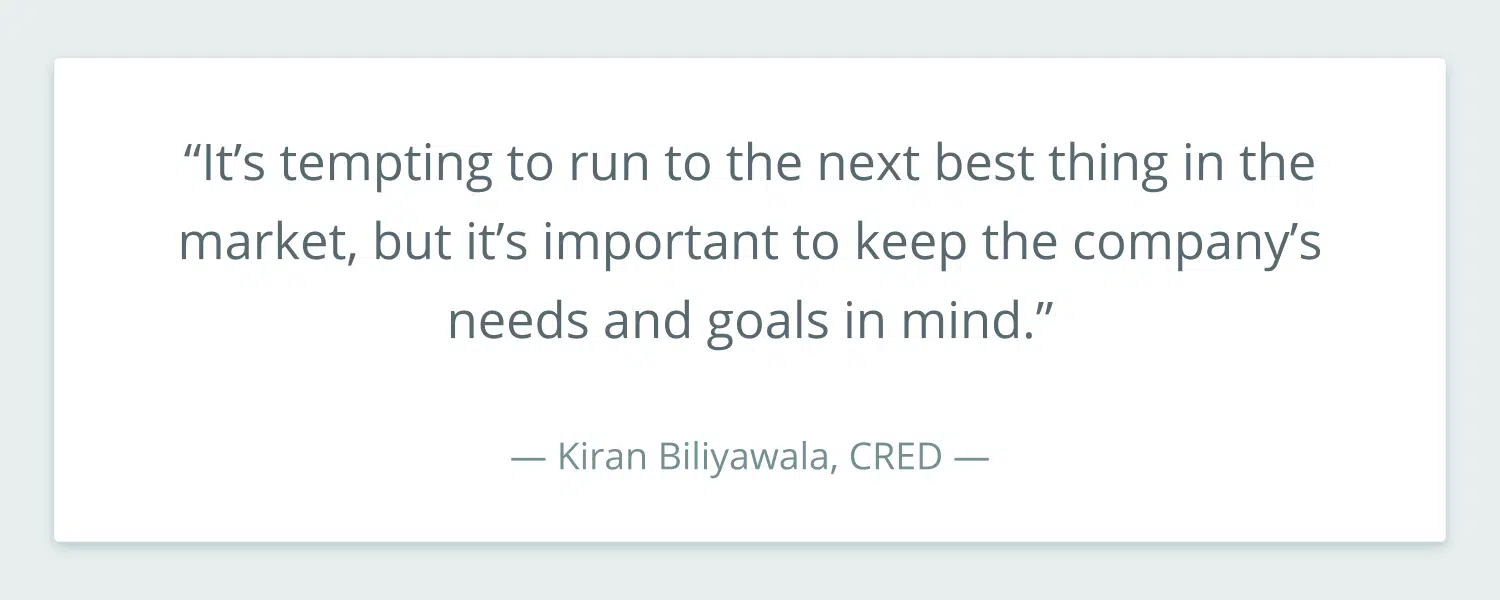 “It’s tempting to run to the next best thing in the
market, but it’s important to keep the company’s
needs and goals in mind.”
— Kiran Biliyawala, CRED —